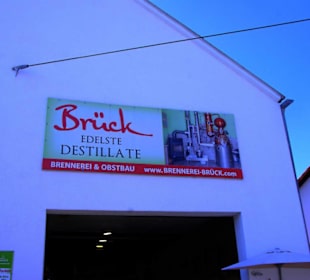 Brück
EDELSTE
DESTILLATE
BRENNEREI & OBSTBAU www.BRENNEREI-BRÜCK.com